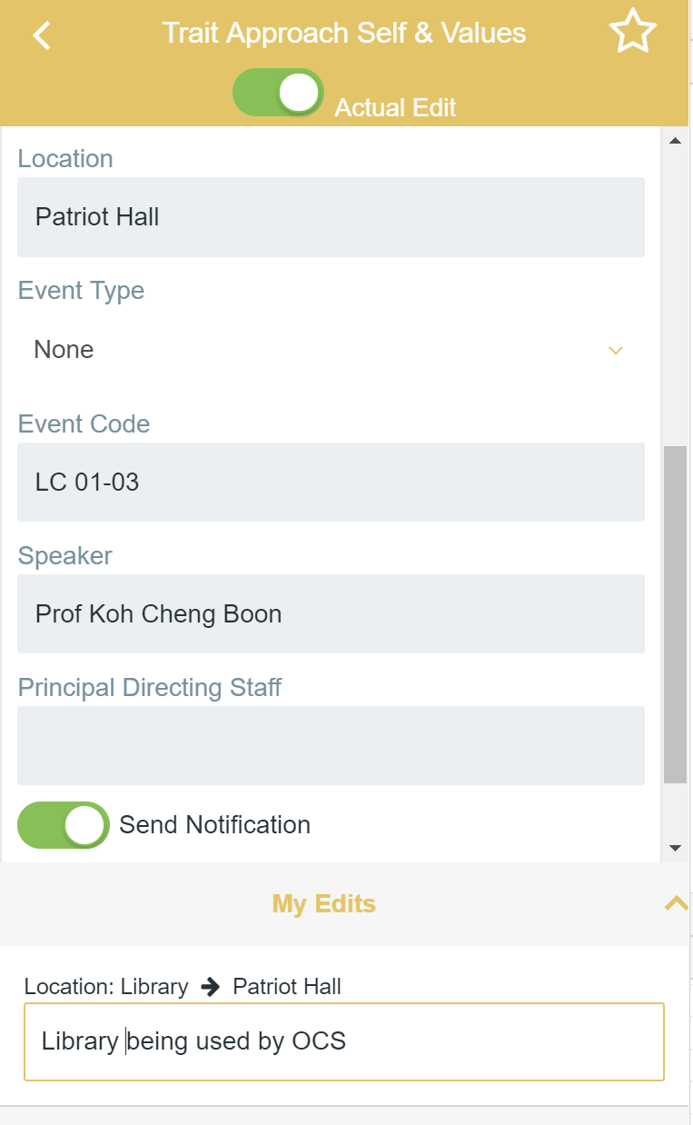 Trait Approach Self & Values
Actual Edit
Location
Patriot Hall
Event Type
None
Event Code
LC 01-03
Speaker
Prof Koh Cheng Boon
Principal Directing Staff
Send Notification
My Edits
Location: Library ➔ Patriot Hall
Library being used by OCS